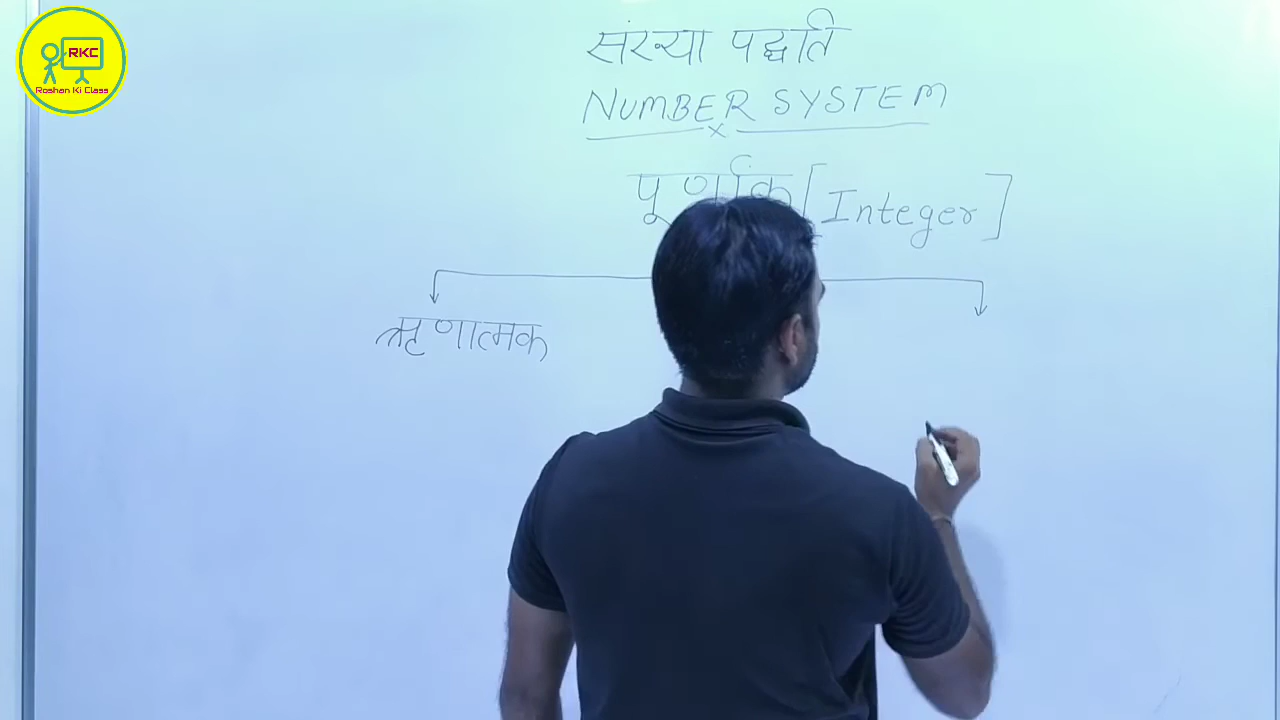 RKC
Roshan Ki Class
संख्या पद्धति
NUMBER SYSTEM
x
पूर्णांक [Integer]
ऋणात्मक